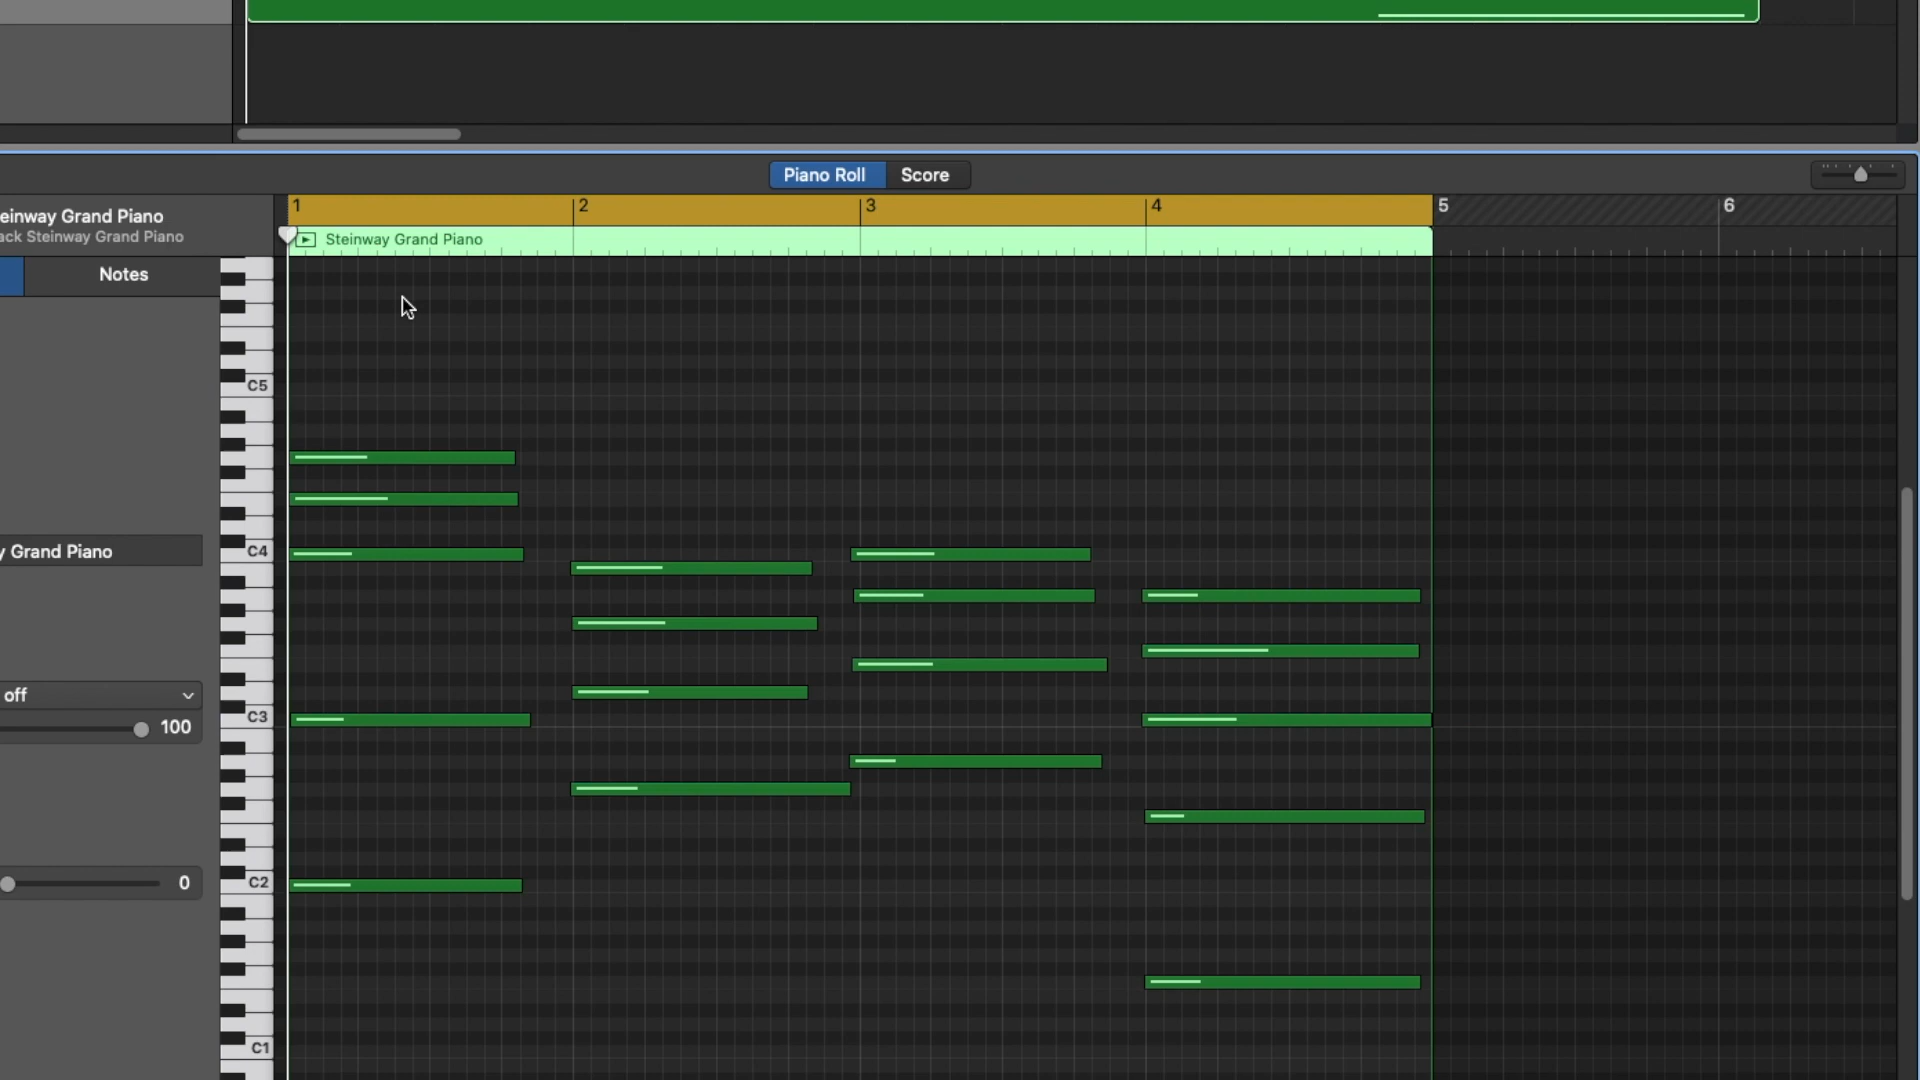 Piano Roll Score
einway Grand Piano
ack Steinway Grand Piano
1 2 3 4 5 6
Steinway Grand Piano
Notes
C5
y Grand Piano
C4
off
C3
100
0
C2
C1